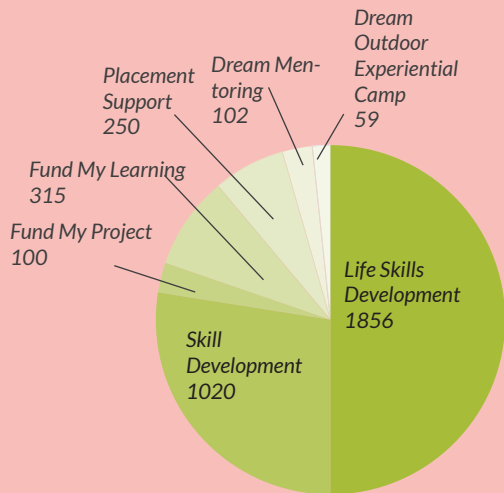 Dream
Outdoor
Experiential
Camp
59
Dream Men-
toring
102
Placement
Support
250
Fund My Learning
315
Fund My Project
100
Life Skills
Development
1856
Skill
Development
1020